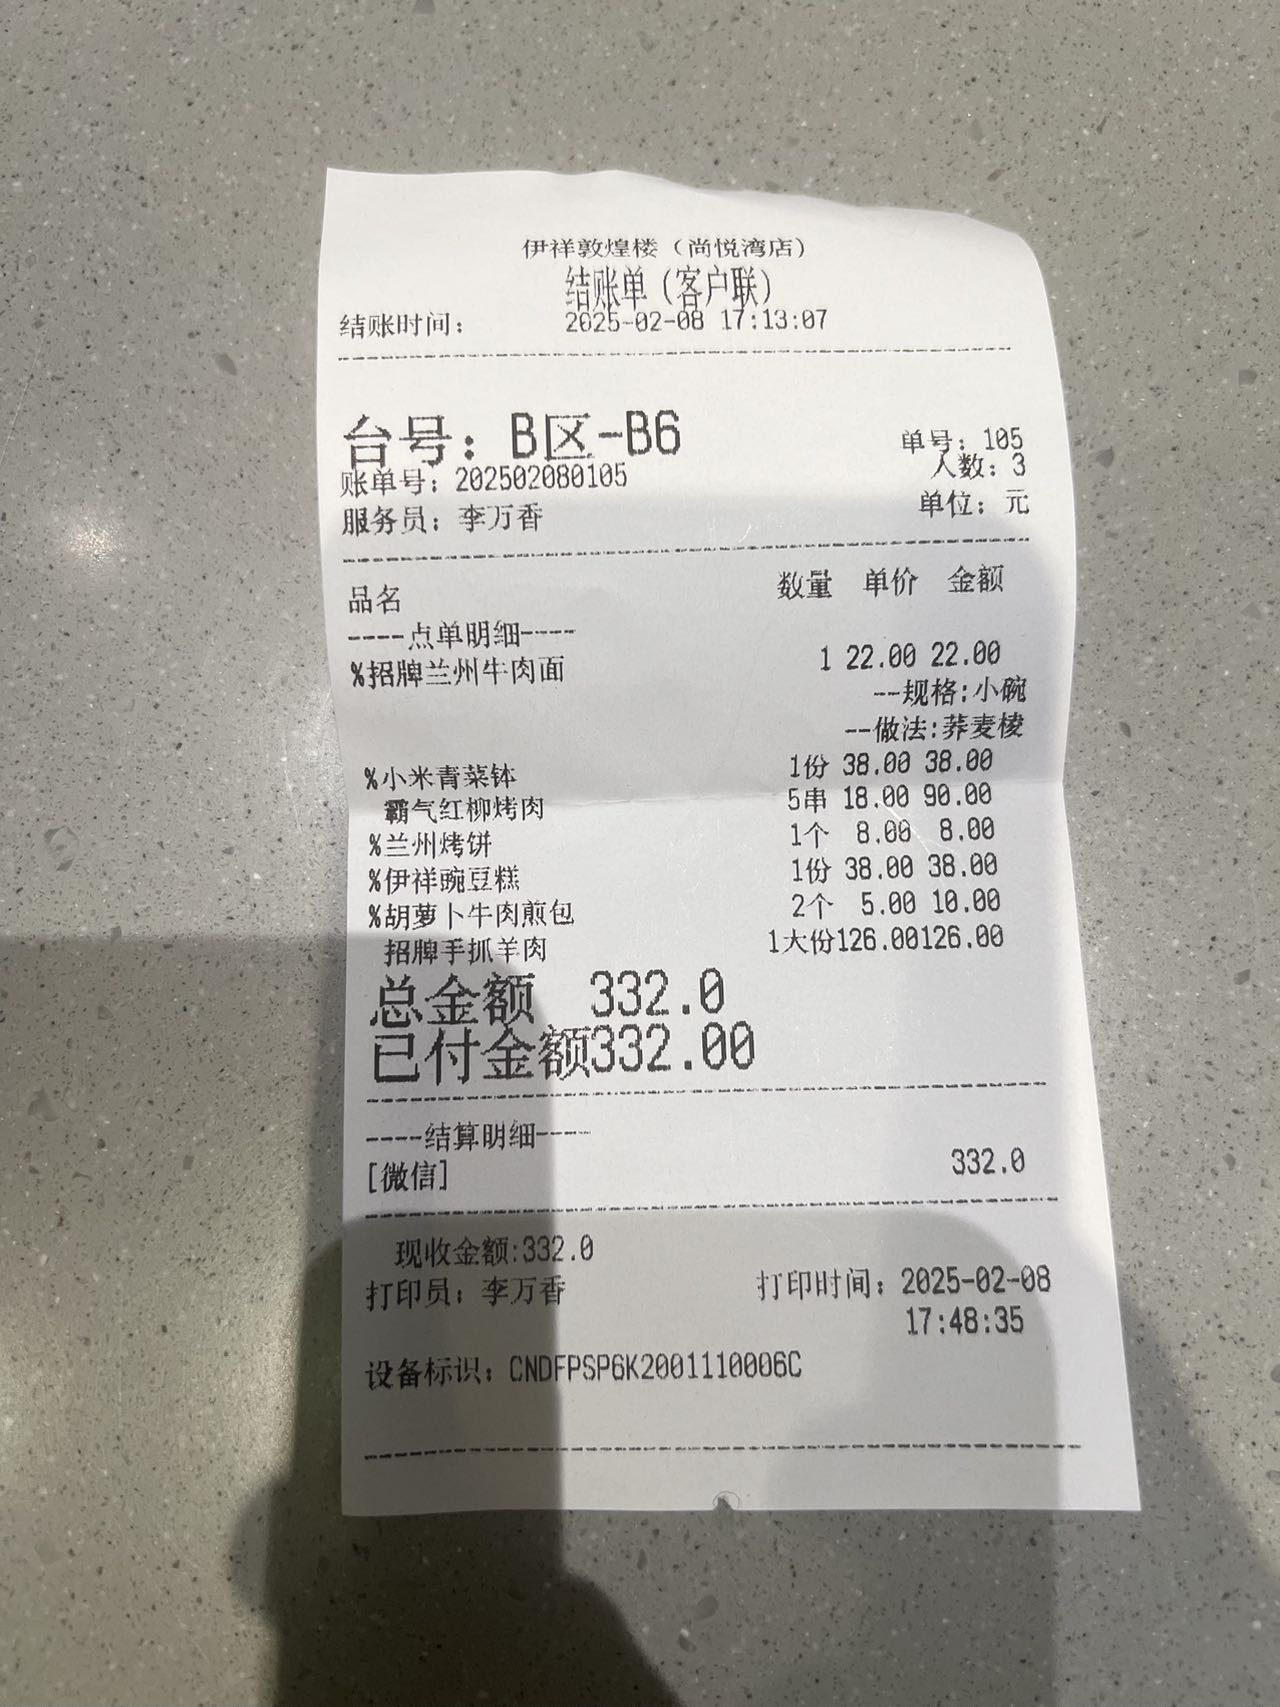 伊祥敦煌楼（尚悦湾店）
结账单（客户联）
结账时间： 2025-02-08 17:13:07
台号：B区-B6 单号：105
账单号：202502080105 人数：3
服务员：李万香 单位：元
品名 数量 单价 金额
----点单明细----
%招牌兰州牛肉面 1 22.00 22.00
--规格:小碗
--做法:荞麦棱
%小米青菜钵 1份 38.00 38.00
霸气红柳烤肉 5串 18.00 90.00
%兰州烤饼 1个 8.00 8.00
%伊祥豌豆糕 1份 38.00 38.00
%胡萝卜牛肉煎包 2个 5.00 10.00
招牌手抓羊肉 1大份126.00126.00
总金额 332.0
已付金额332.00
----结算明细----
[微信] 332.0
现收金额:332.0
打印员：李万香 打印时间：2025-02-08
17:48:35
设备标识：CNDFPSP6K2001110006C